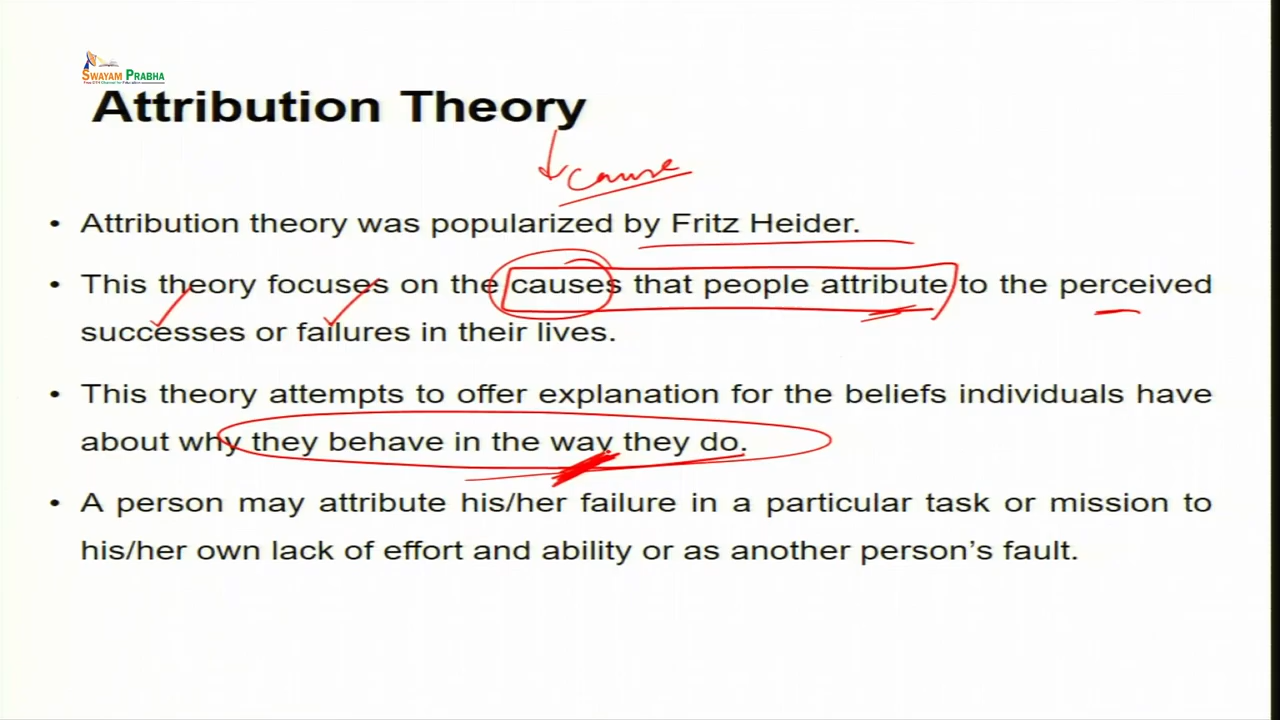 SWAYAM PRABHA
Attribution Theory
cause
• Attribution theory was popularized by Fritz Heider.
• This theory focuses on the causes that people attribute to the perceived
successes or failures in their lives.
• This theory attempts to offer explanation for the beliefs individuals have
about why they behave in the way they do.
• A person may attribute his/her failure in a particular task or mission to
his/her own lack of effort and ability or as another person's fault.